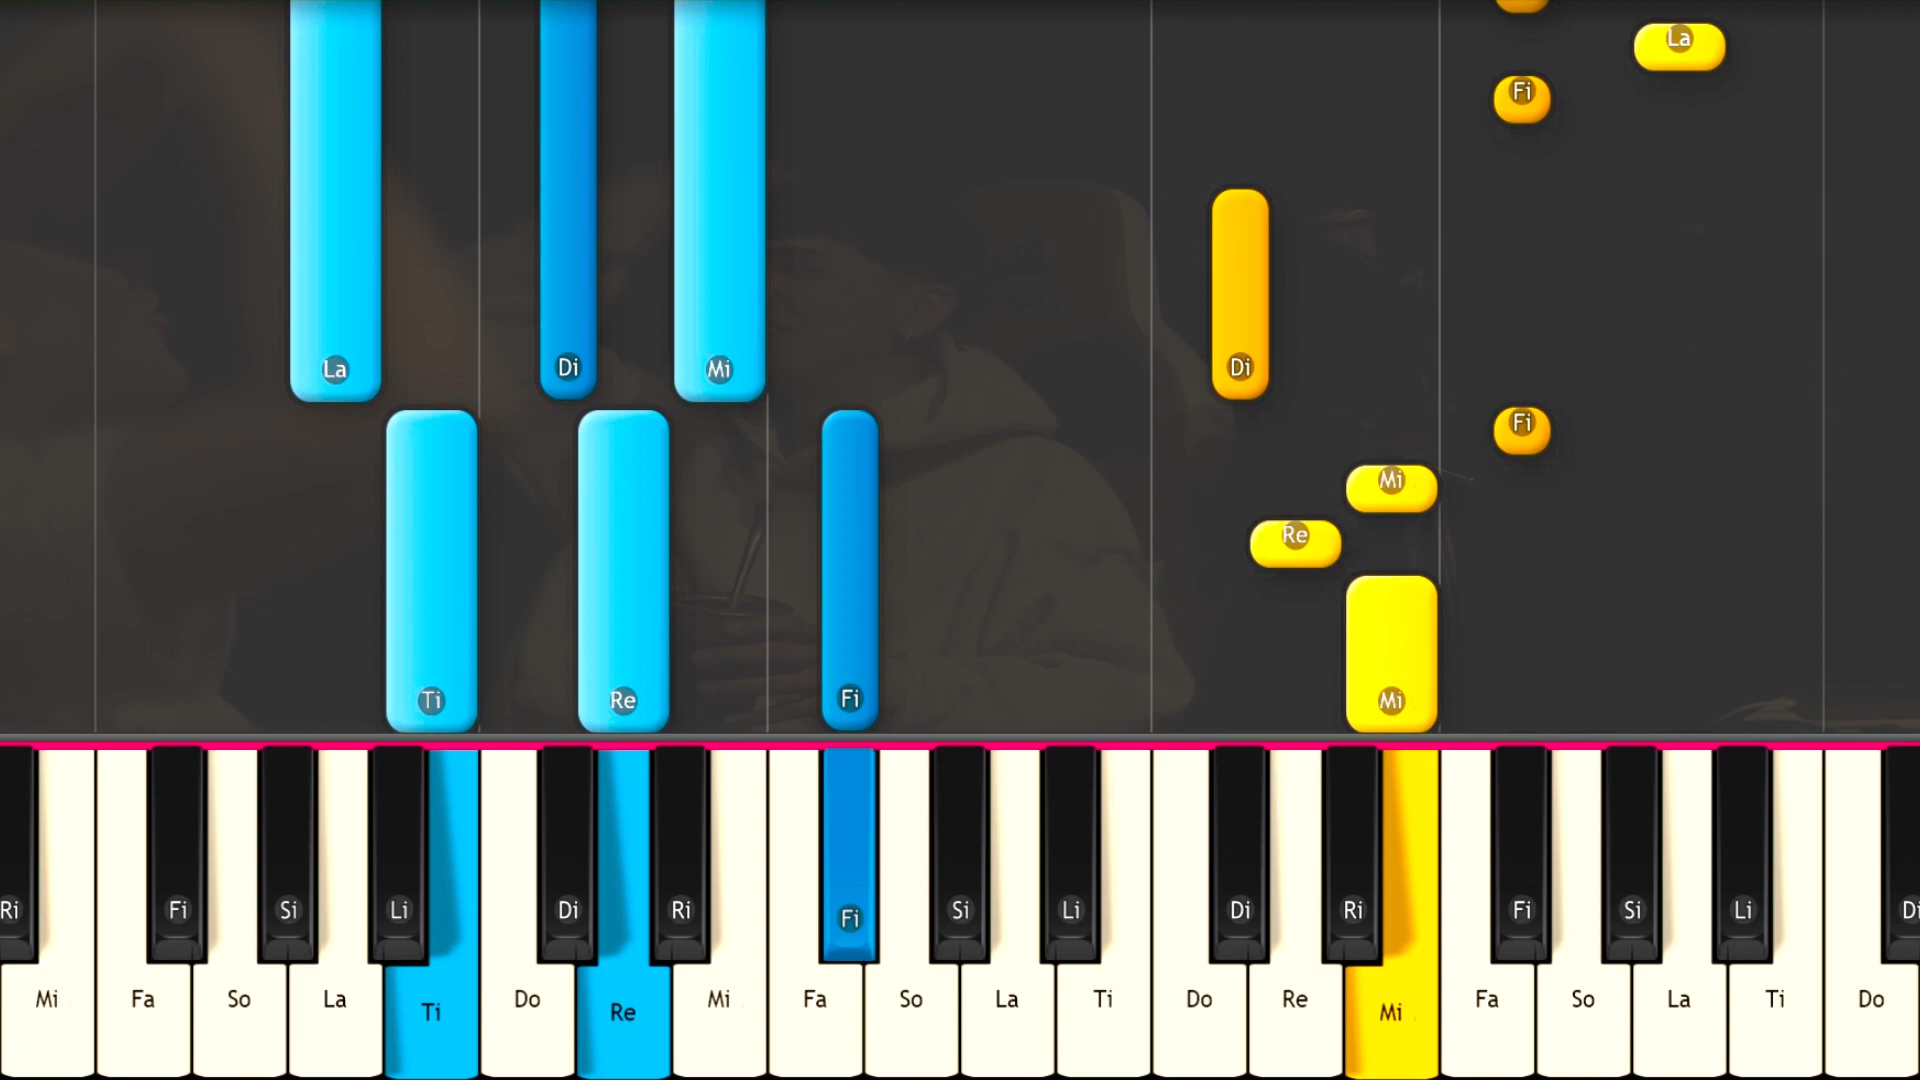 La
Fi
La Di Mi Di
Fi
Mi
Re
Ti Re Fi Mi
Ri Fi Si Li Di Ri Fi Si Li Di Ri Fi Si Li Di
Mi Fa So La Ti Do Re Mi Fa So La Ti Do Re Mi Fa So La Ti Do